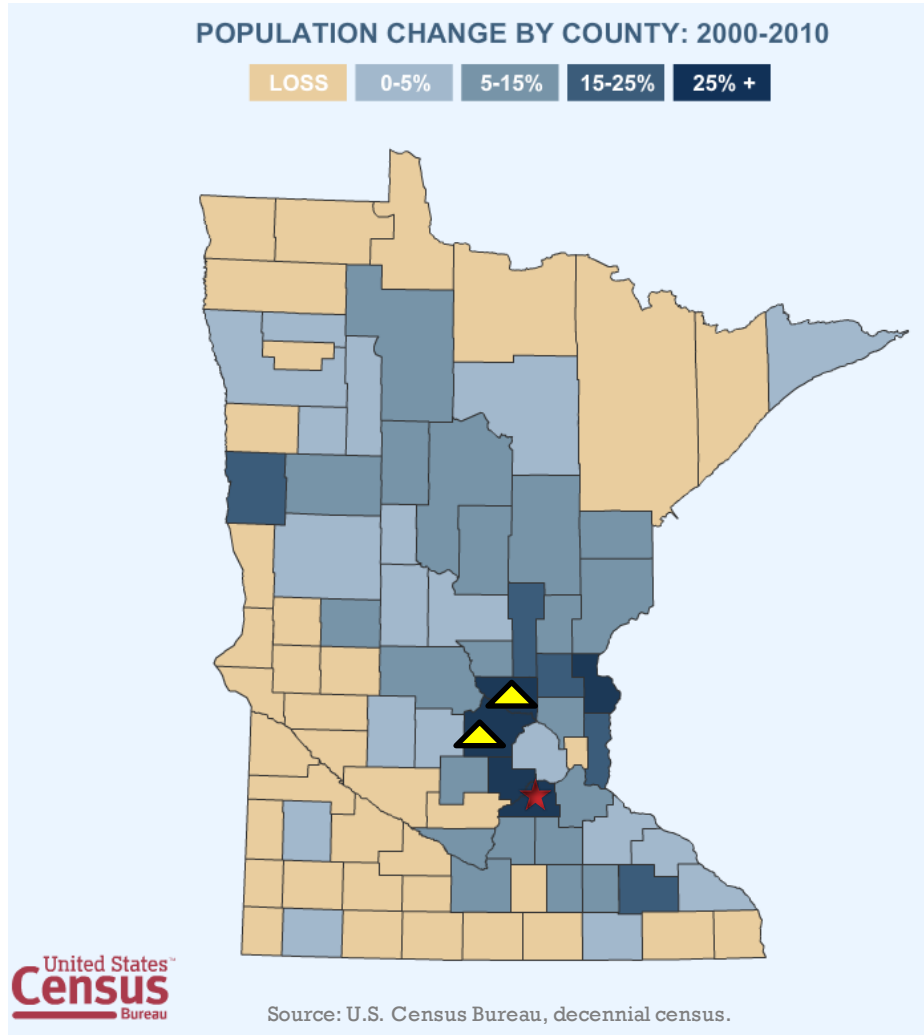 POPULATION CHANGE BY COUNTY: 2000-2010
LOSS 0-5% 5-15% 15-25% 25% +
United States™
Census
Bureau
Source: U.S. Census Bureau, decennial census.